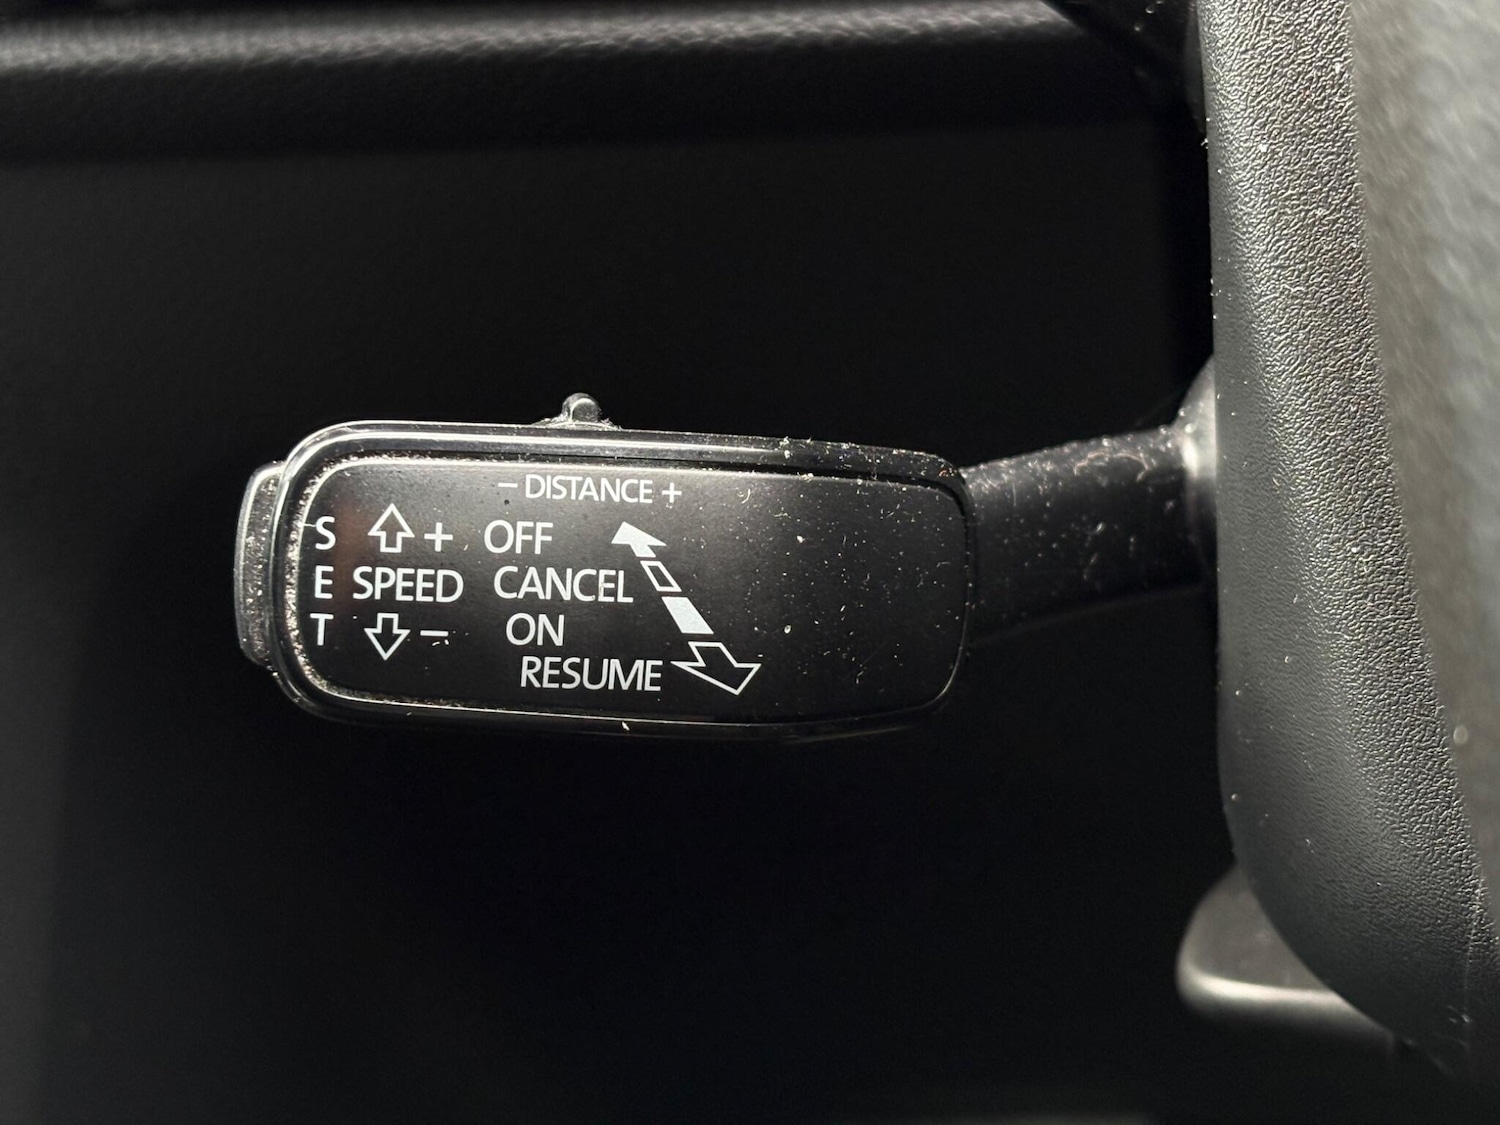 – DISTANCE +
S + OFF
E SPEED CANCEL
T – ON
RESUME